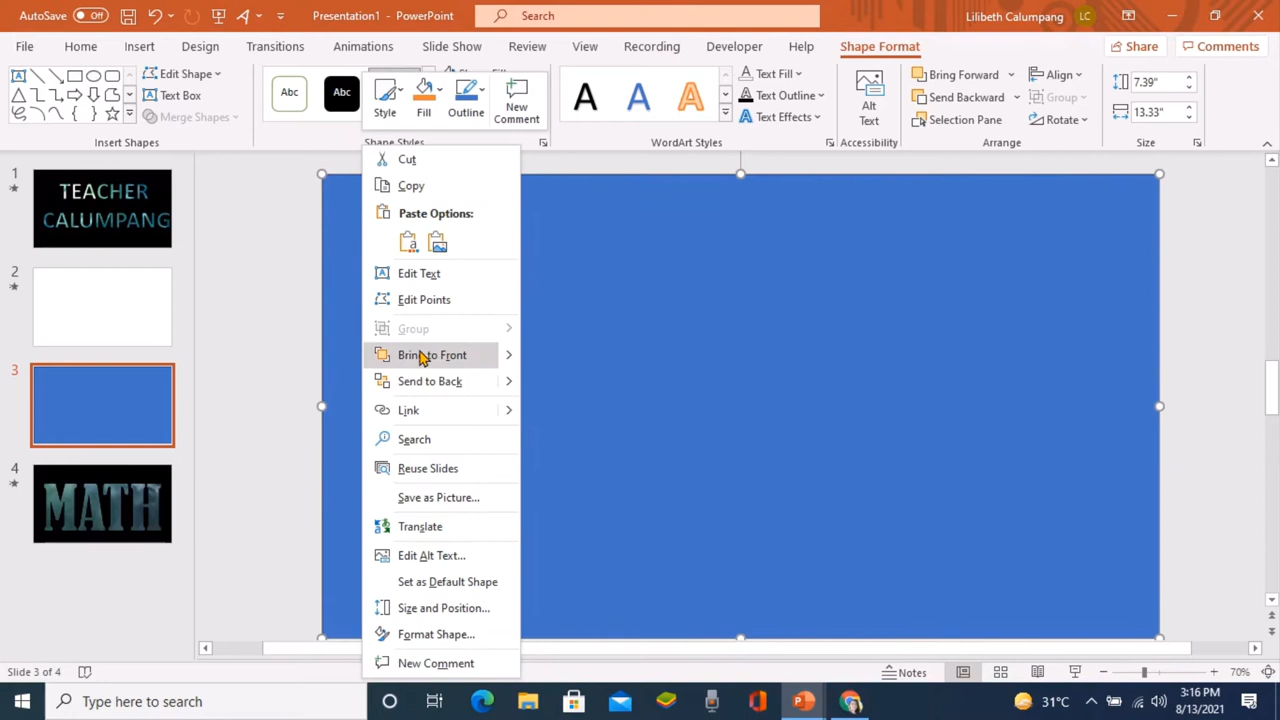 AutoSave Off Presentation1 - PowerPoint Search Lilibeth Calumpang LC
File Home Insert Design Transitions Animations Slide Show Review View Recording Developer Help Shape Format Share Comments
Edit Shape
Text Box
Merge Shapes
Insert Shapes
Abc Abc
Style Fill Outline New Comment
Shape Styles
A A A
Text Fill
Text Outline
Text Effects
WordArt Styles
Alt Text
Accessibility
Bring Forward
Send Backward
Selection Pane
Align
Group
Rotate
Arrange
7.39"
13.33"
Size
Cut
Copy
Paste Options:
Edit Text
Edit Points
Group
Bring to Front
Send to Back
Link
Search
Reuse Slides
Save as Picture...
Translate
Edit Alt Text...
Set as Default Shape
Size and Position...
Format Shape...
New Comment
1
TEACHER
CALUMPANG
2
3
4
MATH
Slide 3 of 4 Notes 70%
Type here to search 31°C 3:16 PM
8/13/2021